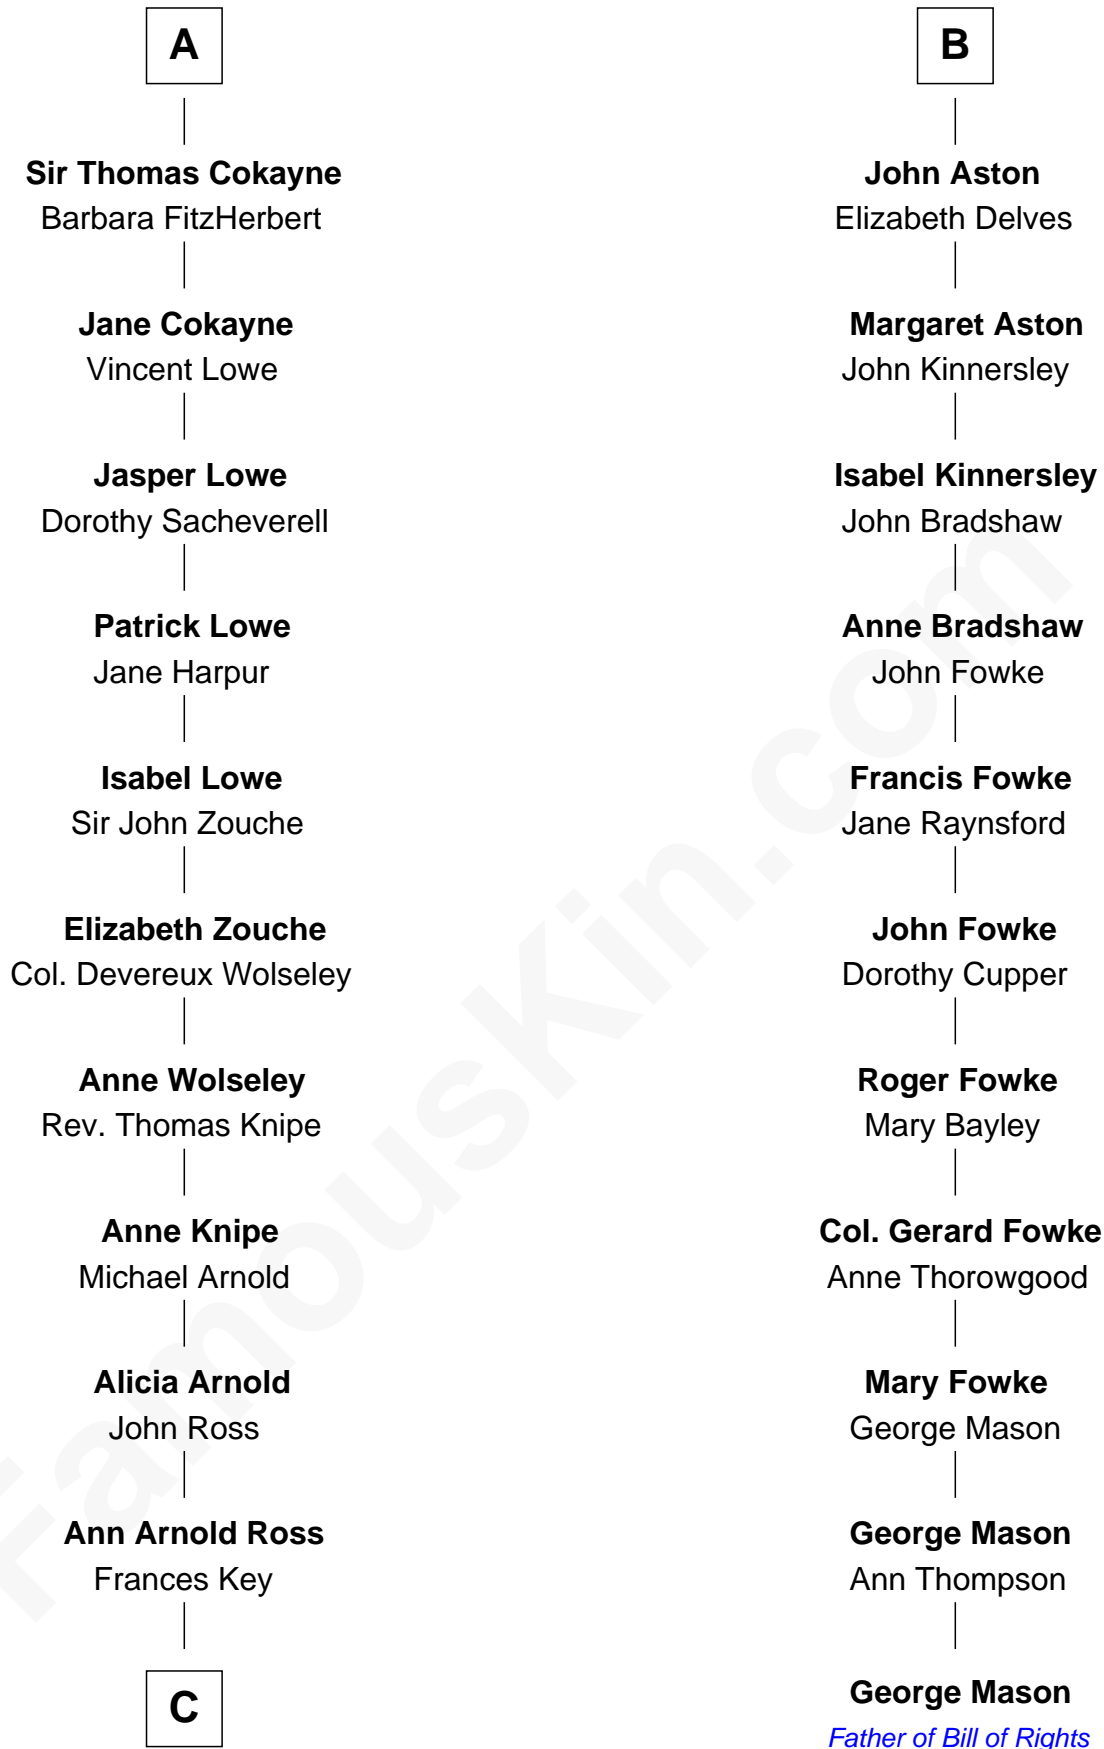 A
Sir Thomas Cokayne
Barbara FitzHerbert
Jane Cokayne
Vincent Lowe
Jasper Lowe
Dorothy Sacheverell
Patrick Lowe
Jane Harpur
Isabel Lowe
Sir John Zouche
Elizabeth Zouche
Col. Devereux Wolseley
Anne Wolseley
Rev. Thomas Knipe
Anne Knipe
Michael Arnold
Alicia Arnold
John Ross
Ann Arnold Ross
Frances Key
C
B
John Aston
Elizabeth Delves
Margaret Aston
John Kinnersley
Isabel Kinnersley
John Bradshaw
Anne Bradshaw
John Fowke
Francis Fowke
Jane Raynsford
John Fowke
Dorothy Cupper
Roger Fowke
Mary Bayley
Col. Gerard Fowke
Anne Thorowgood
Mary Fowke
George Mason
George Mason
Ann Thompson
George Mason
Father of Bill of Rights
FamousKin.com